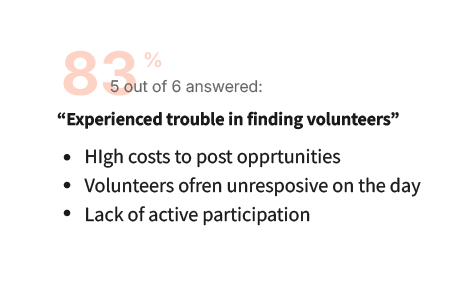 83%
5 out of 6 answered:
“Experienced trouble in finding volunteers”
• HIgh costs to post opprtunities
• Volunteers ofren unresposive on the day
• Lack of active participation